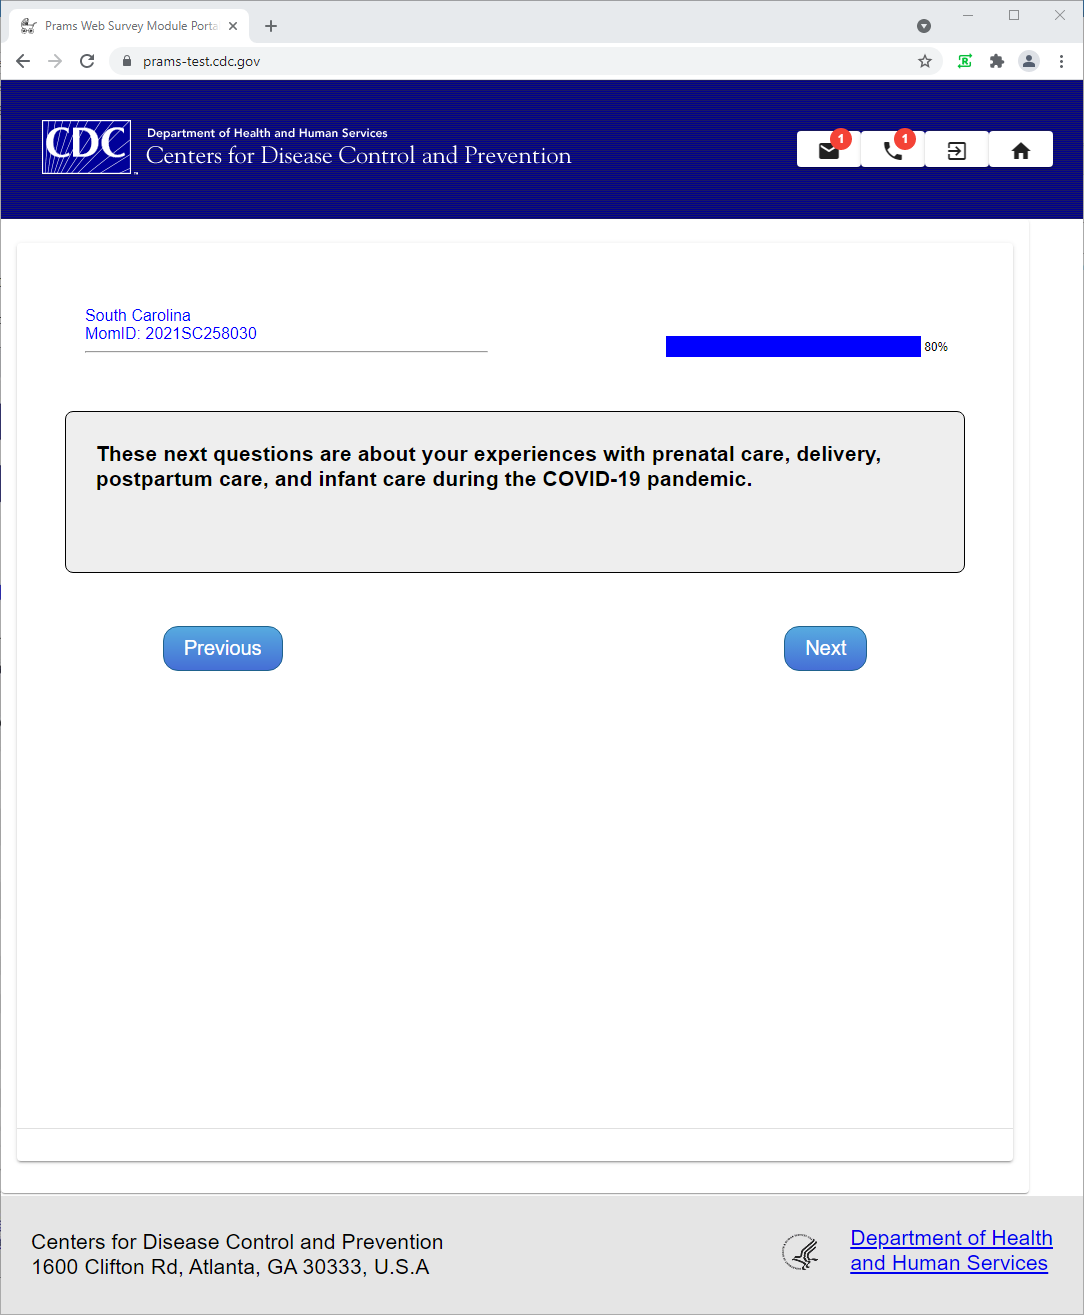 Prams Web Survey Module Porta
prams-test.cdc.gov
CDC
Department of Health and Human Services
Centers for Disease Control and Prevention
1
1
South Carolina
MomID: 2021SC258030
80%
These next questions are about your experiences with prenatal care, delivery,
postpartum care, and infant care during the COVID-19 pandemic.
Previous
Next
Centers for Disease Control and Prevention
1600 Clifton Rd, Atlanta, GA 30333, U.S.A
Department of Health
and Human Services